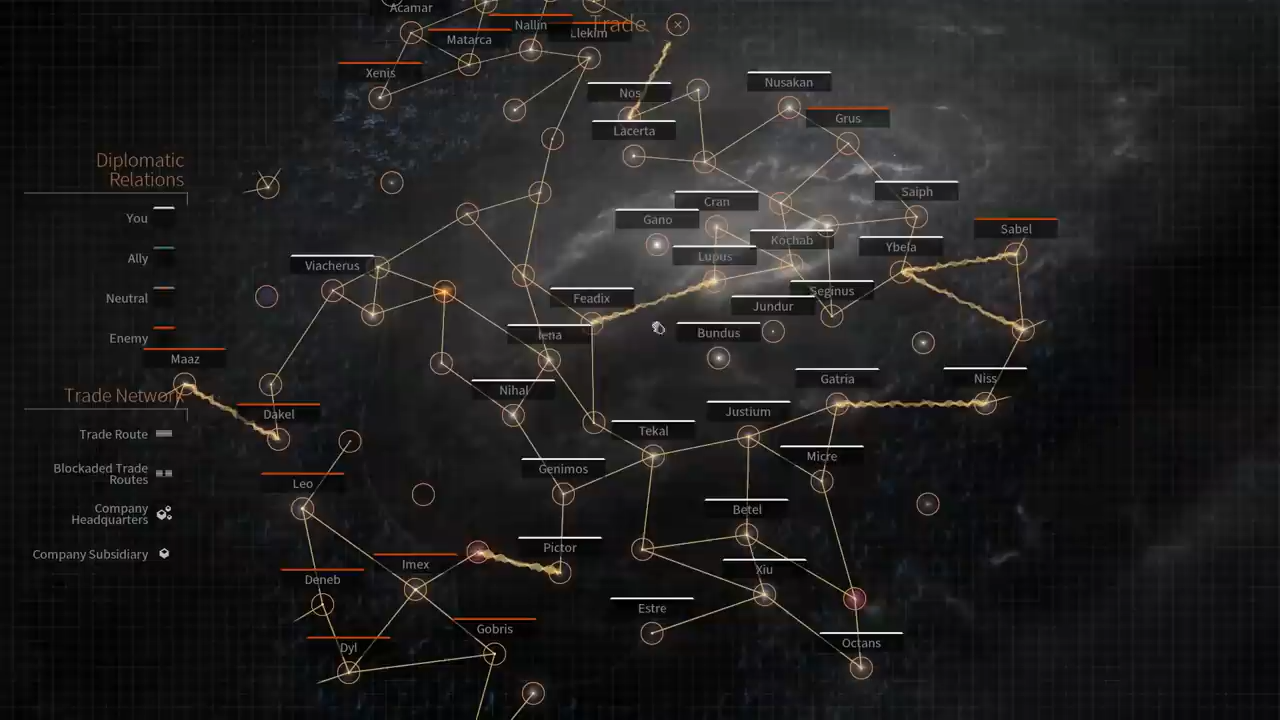 Acamar
Nallin
Trade
Llekim
Matarca
Xenis
Nos
Nusakan
Grus
Lacerta
Diplomatic
Relations
You
Ally
Neutral
Enemy
Cran
Saiph
Gano
Kochab
Sabel
Ybela
Lupus
Viacherus
Seginus
Feadix
Jundur
Iena
Bundus
Maaz
Trade Network
Trade Route
Blockaded Trade
Routes
Company
Headquarters
Company Subsidiary
Gatria
Niss
Nihal
Dakel
Justium
Tekal
Micre
Genimos
Leo
Betel
Pictor
Imex
Xiu
Deneb
Estre
Gobris
Octans
Dyl